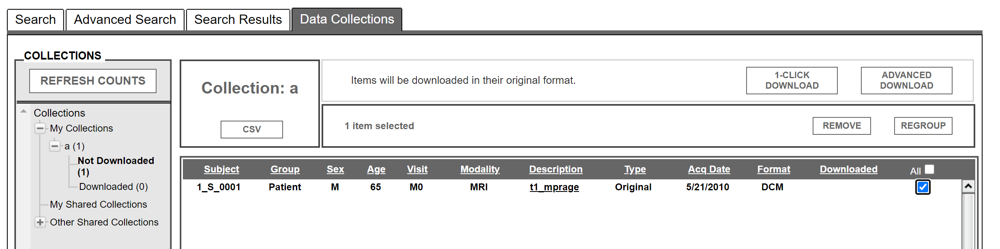 Search Advanced Search Search Results Data Collections
COLLECTIONS
REFRESH COUNTS
Collections
My Collections
a (1)
Not Downloaded
(1)
Downloaded (0)
My Shared Collections
Other Shared Collections
Collection: a
CSV
Items will be downloaded in their original format.
1-CLICK
DOWNLOAD
ADVANCED
DOWNLOAD
1 item selected
REMOVE
REGROUP
Subject Group Sex Age Visit Modality Description Type Acq Date Format Downloaded All
1_S_0001 Patient M 65 M0 MRI t1_mprage Original 5/21/2010 DCM